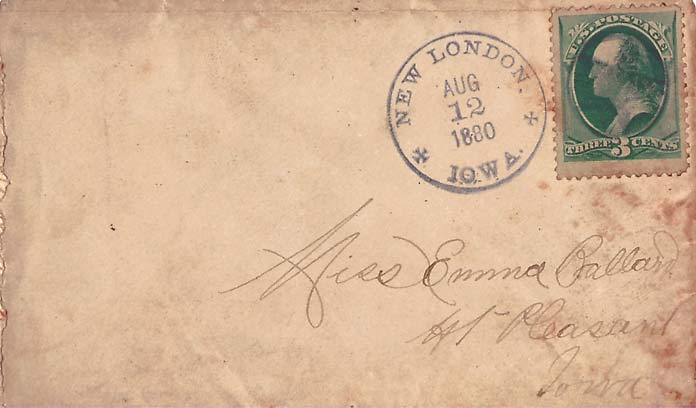 NEW LONDON.
AUG
12
1880
IOWA.
U.S. POSTAGE.
THREE 3 CENTS
Miss Emma Ballard
Mt Pleasant
Iowa